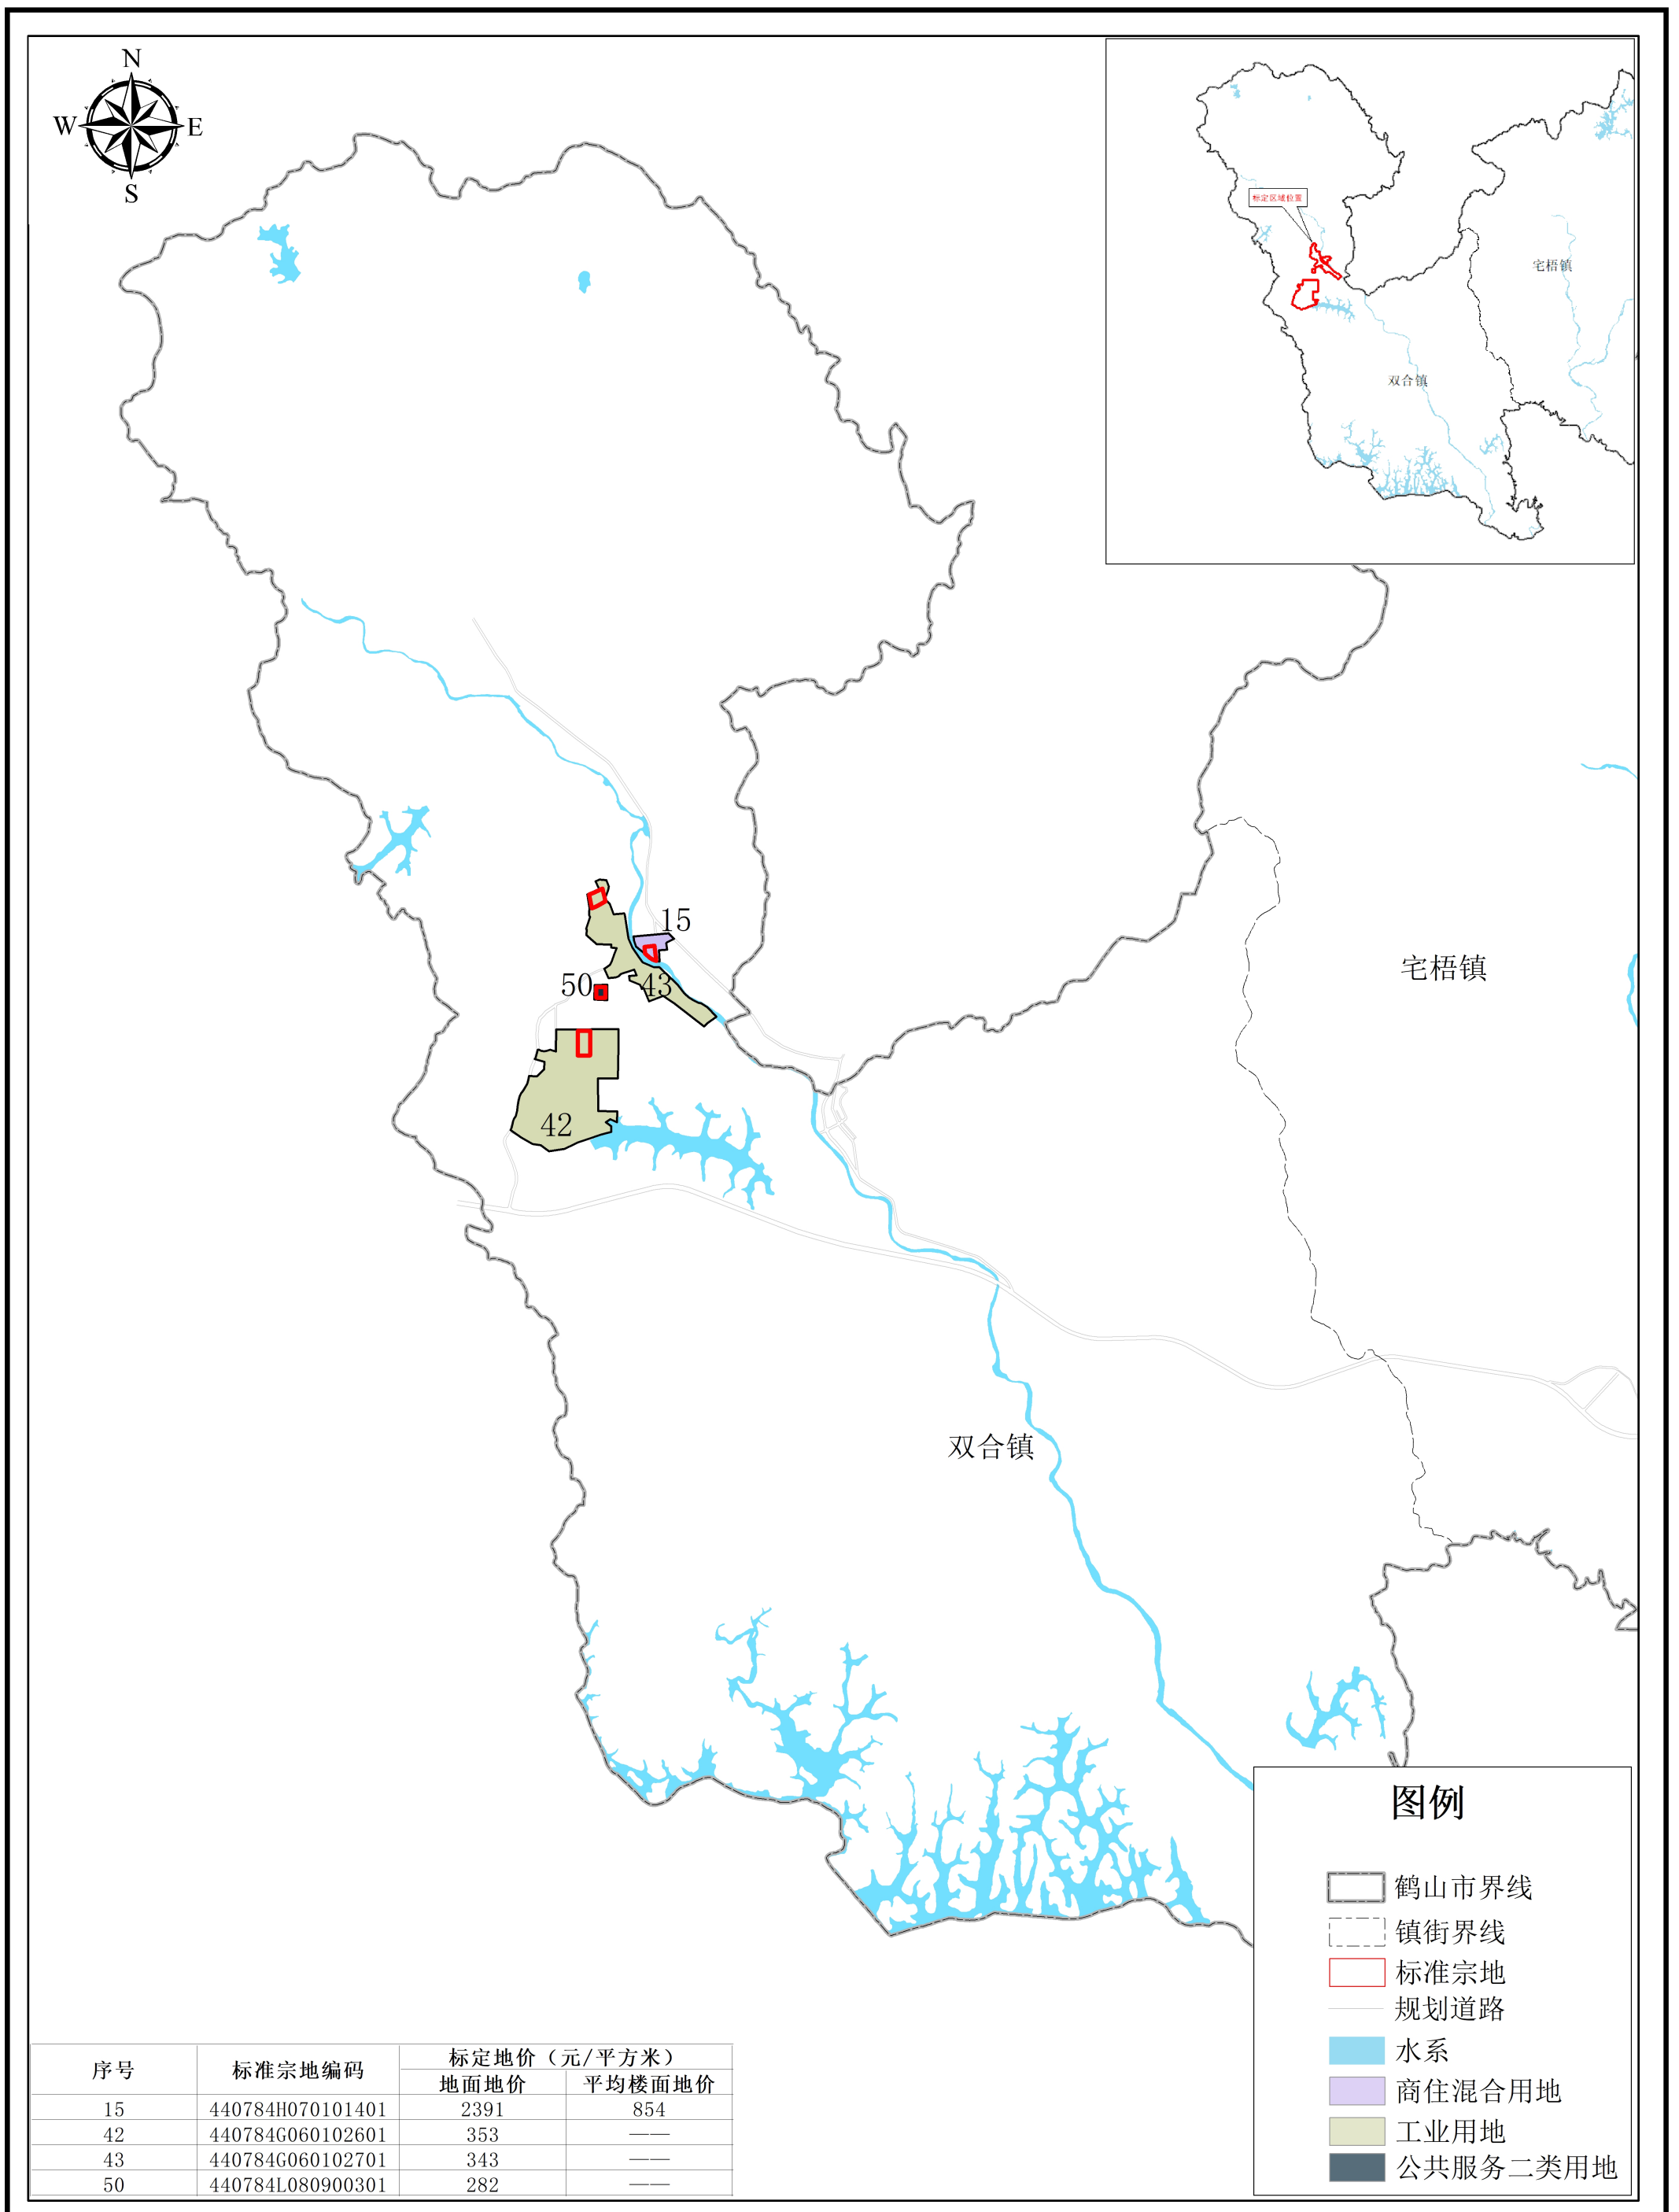 N
W
E
S
标定区域位置
宅梧镇
双合镇
15
50
43
42
宅梧镇
双合镇
图例
鹤山市界线
镇街界线
标准宗地
规划道路
水系
商住混合用地
工业用地
公共服务二类用地
序号 标准宗地编码 标定地价（元/平方米）
地面地价 平均楼面地价
15 440784H070101401 2391 854
42 440784G060102601 353 ——
43 440784G060102701 343 ——
50 440784L080900301 282 ——